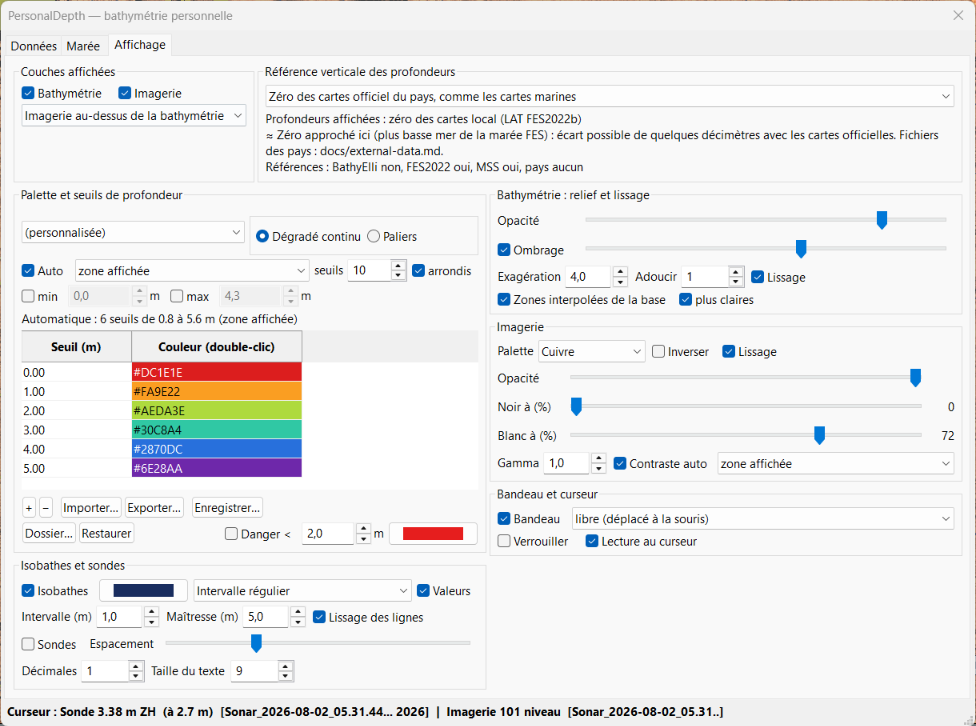 PersonalDepth — bathymétrie personnelle
Données Marée Affichage
Couches affichées
Bathymétrie Imagerie
Imagerie au-dessus de la bathymétrie
Référence verticale des profondeurs
Zéro des cartes officiel du pays, comme les cartes marines
Profondeurs affichées : zéro des cartes local (LAT FES2022b)
≈ Zéro approché ici (plus basse mer de la marée FES) : écart possible de quelques décimètres avec les cartes officielles. Fichiers
des pays : docs/external-data.md.
Références : BathyElli non, FES2022 oui, MSS oui, pays aucun
Palette et seuils de profondeur
(personnalisée) Dégradé continu Paliers
Auto zone affichée seuils 10 arrondis
min 0,0 m max 4,3 m
Automatique : 6 seuils de 0.8 à 5.6 m (zone affichée)
Seuil (m) Couleur (double-clic)
0.00 #DC1E1E
1.00 #FA9E22
2.00 #AEDA3E
3.00 #30C8A4
4.00 #2870DC
5.00 #6E28AA
+ − Importer... Exporter... Enregistrer...
Dossier... Restaurer Danger < 2,0 m
Isobathes et sondes
Isobathes Intervalle régulier Valeurs
Intervalle (m) 1,0 Maîtresse (m) 5,0 Lissage des lignes
Sondes Espacement
Décimales 1 Taille du texte 9
Bathymétrie : relief et lissage
Opacité
Ombrage
Exagération 4,0 Adoucir 1 Lissage
Zones interpolées de la base plus claires
Imagerie
Palette Cuivre Inverser Lissage
Opacité
Noir à (%) 0
Blanc à (%) 72
Gamma 1,0 Contraste auto zone affichée
Bandeau et curseur
Bandeau libre (déplacé à la souris)
Verrouiller Lecture au curseur
Curseur : Sonde 3.38 m ZH (à 2.7 m) [Sonar_2026-08-02_05.31.44... 2026] | Imagerie 101 niveau [Sonar_2026-08-02_05.31..]